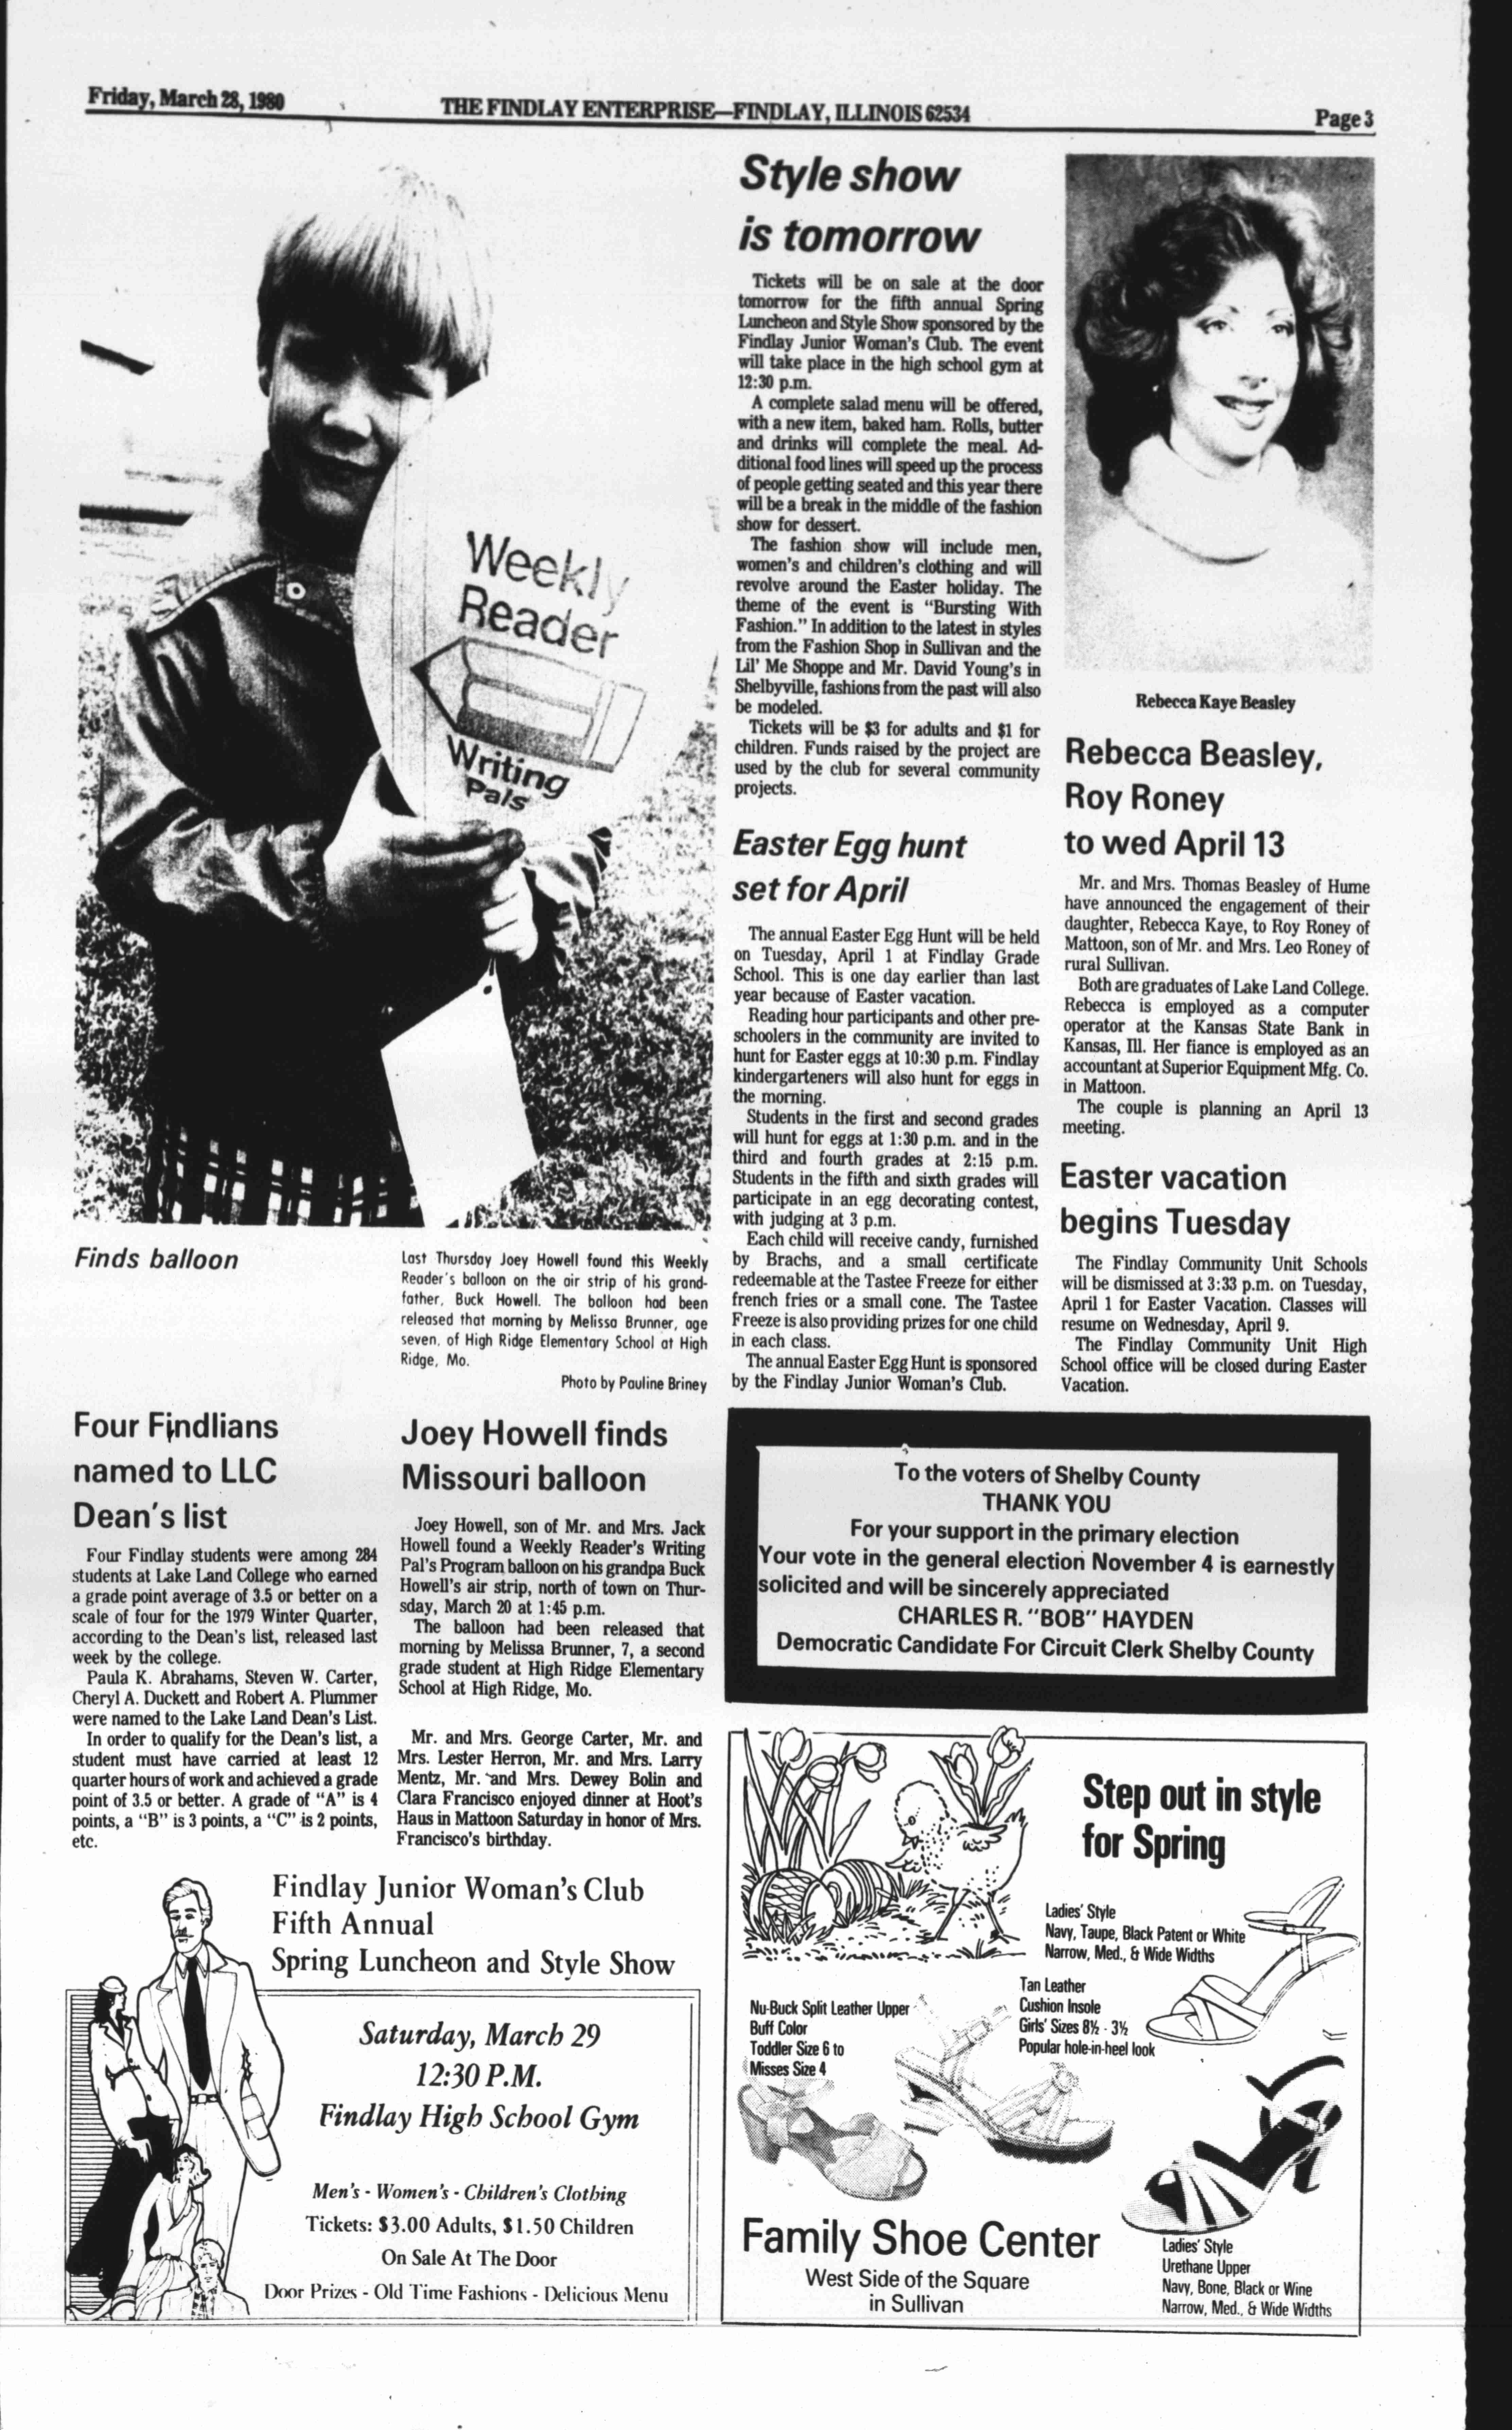 Friday, March 28, 1980
THE FINDLAY ENTERPRISE—FINDLAY, ILLINOIS 62534
Page 3
Weekly
Reader
Writing
Pals
Finds balloon
Last Thursday Joey Howell found this Weekly
Reader's balloon on the air strip of his grand-
father, Buck Howell. The balloon had been
released that morning by Melissa Brunner, age
seven, of High Ridge Elementary School at High
Ridge, Mo.
Photo by Pauline Briney
Style show
is tomorrow
Tickets will be on sale at the door
tomorrow for the fifth annual Spring
Luncheon and Style Show sponsored by the
Findlay Junior Woman's Club. The event
will take place in the high school gym at
12:30 p.m.
A complete salad menu will be offered,
with a new item, baked ham. Rolls, butter
and drinks will complete the meal. Ad-
ditional food lines will speed up the process
of people getting seated and this year there
will be a break in the middle of the fashion
show for dessert.
The fashion show will include men,
women's and children's clothing and will
revolve around the Easter holiday. The
theme of the event is "Bursting With
Fashion." In addition to the latest in styles
from the Fashion Shop in Sullivan and the
Lil' Me Shoppe and Mr. David Young's in
Shelbyville, fashions from the past will also
be modeled.
Tickets will be $3 for adults and $1 for
children. Funds raised by the project are
used by the club for several community
projects.
Easter Egg hunt
set for April
The annual Easter Egg Hunt will be held
on Tuesday, April 1 at Findlay Grade
School. This is one day earlier than last
year because of Easter vacation.
Reading hour participants and other pre-
schoolers in the community are invited to
hunt for Easter eggs at 10:30 p.m. Findlay
kindergarteners will also hunt for eggs in
the morning.
Students in the first and second grades
will hunt for eggs at 1:30 p.m. and in the
third and fourth grades at 2:15 p.m.
Students in the fifth and sixth grades will
participate in an egg decorating contest,
with judging at 3 p.m.
Each child will receive candy, furnished
by Brachs, and a small certificate
redeemable at the Tastee Freeze for either
french fries or a small cone. The Tastee
Freeze is also providing prizes for one child
in each class.
The annual Easter Egg Hunt is sponsored
by the Findlay Junior Woman's Club.
Rebecca Kaye Beasley
Rebecca Beasley,
Roy Roney
to wed April 13
Mr. and Mrs. Thomas Beasley of Hume
have announced the engagement of their
daughter, Rebecca Kaye, to Roy Roney of
Mattoon, son of Mr. and Mrs. Leo Roney of
rural Sullivan.
Both are graduates of Lake Land College.
Rebecca is employed as a computer
operator at the Kansas State Bank in
Kansas, Ill. Her fiance is employed as an
accountant at Superior Equipment Mfg. Co.
in Mattoon.
The couple is planning an April 13
meeting.
Easter vacation
begins Tuesday
The Findlay Community Unit Schools
will be dismissed at 3:33 p.m. on Tuesday,
April 1 for Easter Vacation. Classes will
resume on Wednesday, April 9.
The Findlay Community Unit High
School office will be closed during Easter
Vacation.
Four Findlians
named to LLC
Dean's list
Four Findlay students were among 284
students at Lake Land College who earned
a grade point average of 3.5 or better on a
scale of four for the 1979 Winter Quarter,
according to the Dean's list, released last
week by the college.
Paula K. Abrahams, Steven W. Carter,
Cheryl A. Duckett and Robert A. Plummer
were named to the Lake Land Dean's List.
In order to qualify for the Dean's list, a
student must have carried at least 12
quarter hours of work and achieved a grade
point of 3.5 or better. A grade of "A" is 4
points, a "B" is 3 points, a "C" is 2 points,
etc.
Joey Howell finds
Missouri balloon
Joey Howell, son of Mr. and Mrs. Jack
Howell found a Weekly Reader's Writing
Pal's Program balloon on his grandpa Buck
Howell's air strip, north of town on Thur-
sday, March 20 at 1:45 p.m.
The balloon had been released that
morning by Melissa Brunner, 7, a second
grade student at High Ridge Elementary
School at High Ridge, Mo.
Mr. and Mrs. George Carter, Mr. and
Mrs. Lester Herron, Mr. and Mrs. Larry
Mentz, Mr. and Mrs. Dewey Bolin and
Clara Francisco enjoyed dinner at Hoot's
Haus in Mattoon Saturday in honor of Mrs.
Francisco's birthday.
To the voters of Shelby County
THANK YOU
For your support in the primary election
Your vote in the general election November 4 is earnestly
solicited and will be sincerely appreciated
CHARLES R. "BOB" HAYDEN
Democratic Candidate For Circuit Clerk Shelby County
Findlay Junior Woman's Club
Fifth Annual
Spring Luncheon and Style Show
Saturday, March 29
12:30 P.M.
Findlay High School Gym
Men's - Women's - Children's Clothing
Tickets: $3.00 Adults, $1.50 Children
On Sale At The Door
Door Prizes - Old Time Fashions - Delicious Menu
Step out in style
for Spring
Ladies' Style
Navy, Taupe, Black Patent or White
Narrow, Med., & Wide Widths
Tan Leather
Cushion Insole
Girls' Sizes 8½ - 3½
Popular hole-in-heel look
Nu-Buck Split Leather Upper
Buff Color
Toddler Size 6 to
Misses Size 4
Family Shoe Center
West Side of the Square
in Sullivan
Ladies' Style
Urethane Upper
Navy, Bone, Black or Wine
Narrow, Med., & Wide Widths